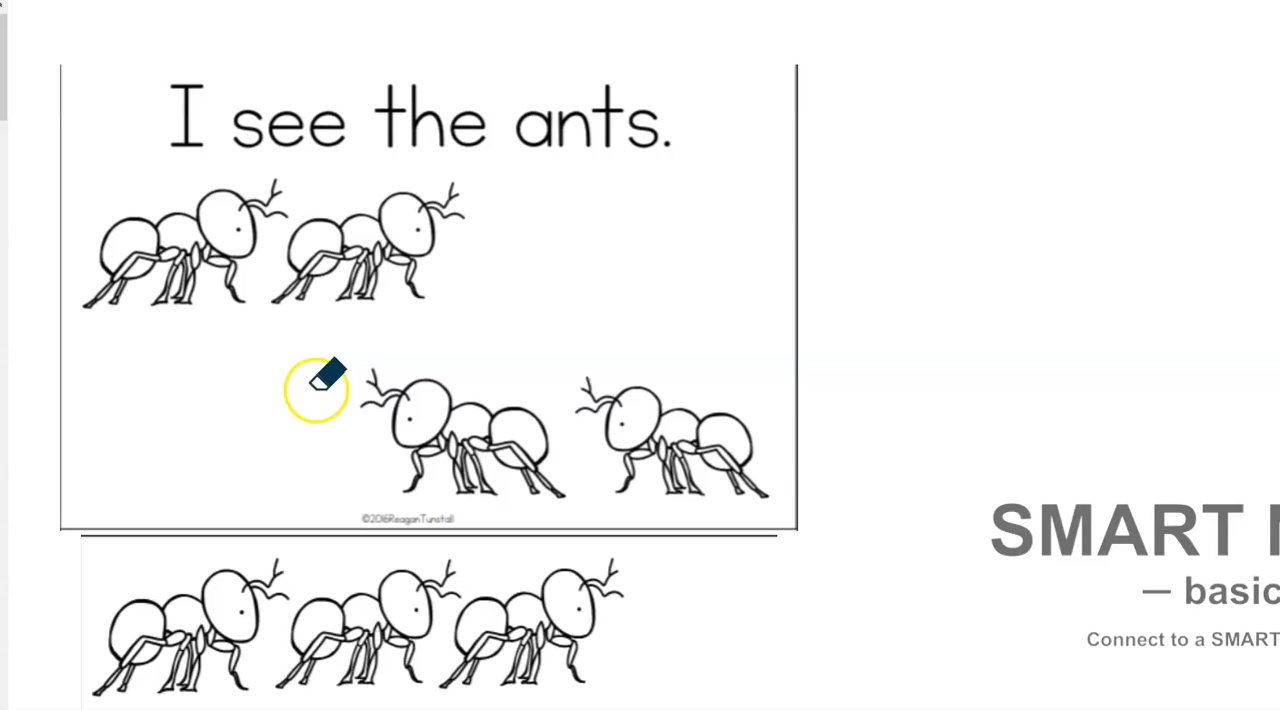 I see the ants.
©2016ReaganTunstall
SMART
— basic
Connect to a SMART